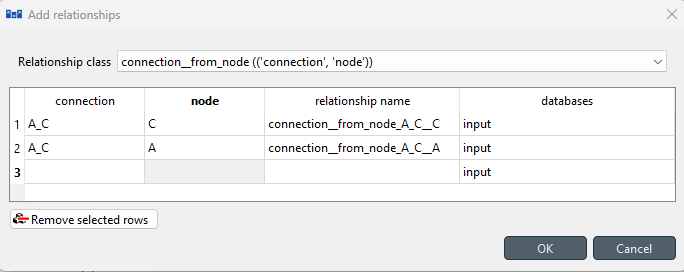 Add relationships
Relationship class connection__from_node (('connection', 'node'))
connection node relationship name databases
1 A_C C connection__from_node_A_C__C input
2 A_C A connection__from_node_A_C__A input
3 input
Remove selected rows
OK Cancel